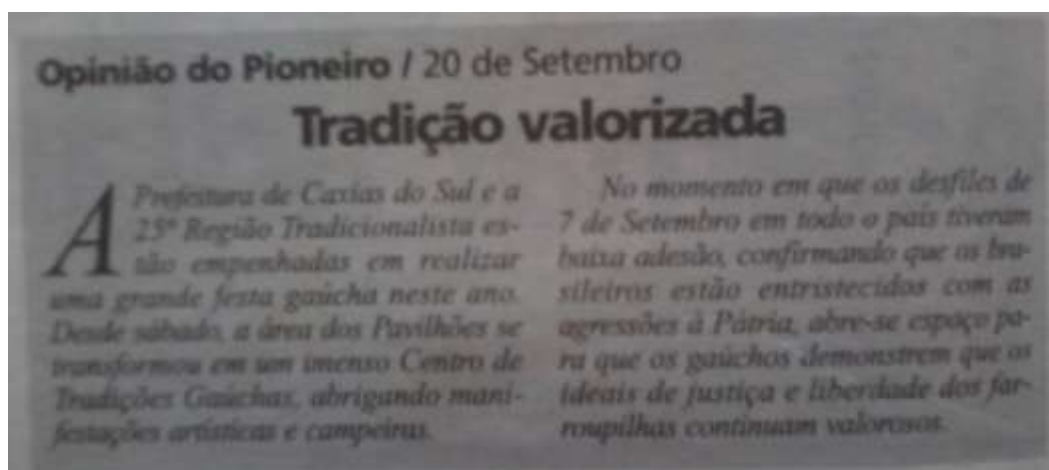 Opinião do Pioneiro / 20 de Setembro
Tradição valorizada
A Prefeitura de Caxias do Sul e a
25ª Região Tradicionalista es-
tão empenhadas em realizar
uma grande festa gaúcha neste ano.
Desde sábado, a área dos Pavilhões se
transformou em um imenso Centro de
Tradições Gaúchas, abrigando mani-
festações artísticas e campeiras.
No momento em que os desfiles de
7 de Setembro em todo o país tiveram
baixa adesão, confirmando que os bra-
sileiros estão entristecidos com as
agressões à Pátria, abre-se espaço pa-
ra que os gaúchos demonstrem que os
ideais de justiça e liberdade dos far-
roupilhas continuam valorosos.